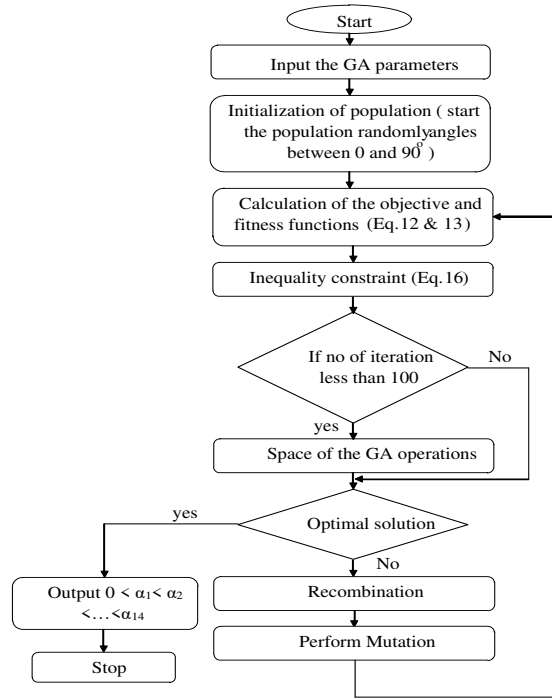 Start
Input the GA parameters
Initialization of population ( start
the population randomlyangles
between 0 and 90° )
Calculation of the objective and
fitness functions (Eq.12 & 13)
Inequality constraint (Eq.16)
If no of iteration
less than 100
No
yes
Space of the GA operations
Optimal solution
yes
No
Output 0 < α1< α2
<…<α14
Stop
Recombination
Perform Mutation